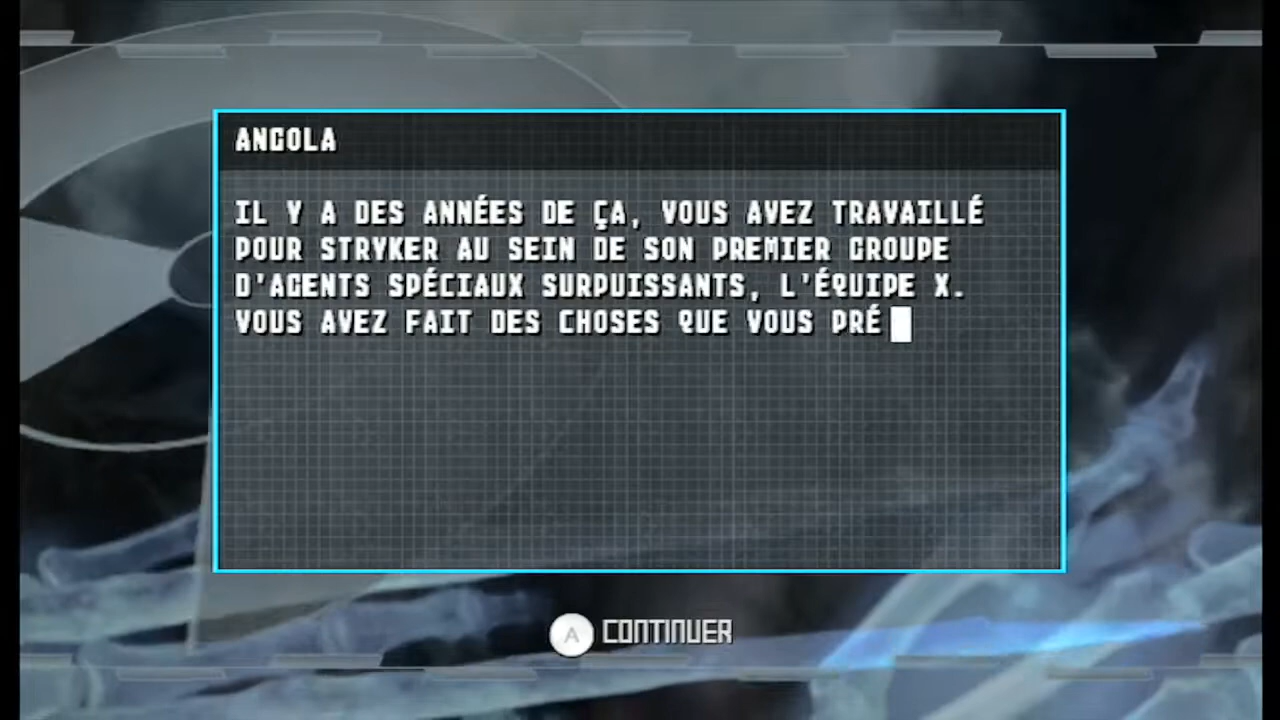 ANGOLA
IL Y A DES ANNÉES DE ÇA, VOUS AVEZ TRAVAILLÉ
POUR STRYKER AU SEIN DE SON PREMIER GROUPE
D'AGENTS SPÉCIAUX SURPUISSANTS, L'ÉQUIPE X.
VOUS AVEZ FAIT DES CHOSES QUE VOUS PRÉ
A CONTINUER